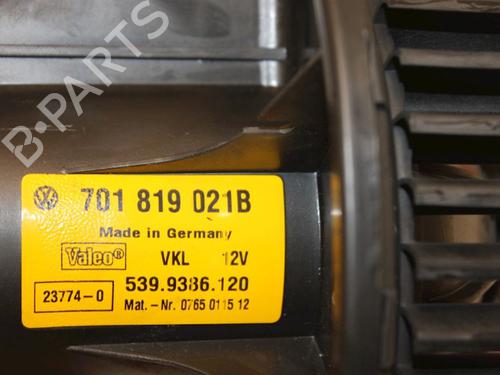 B-PARTS
701 819 021B
Made in Germany
Valeo® VKL 12V
23774-0 539.9386.120
Mat.-Nr. 0765 0115 12